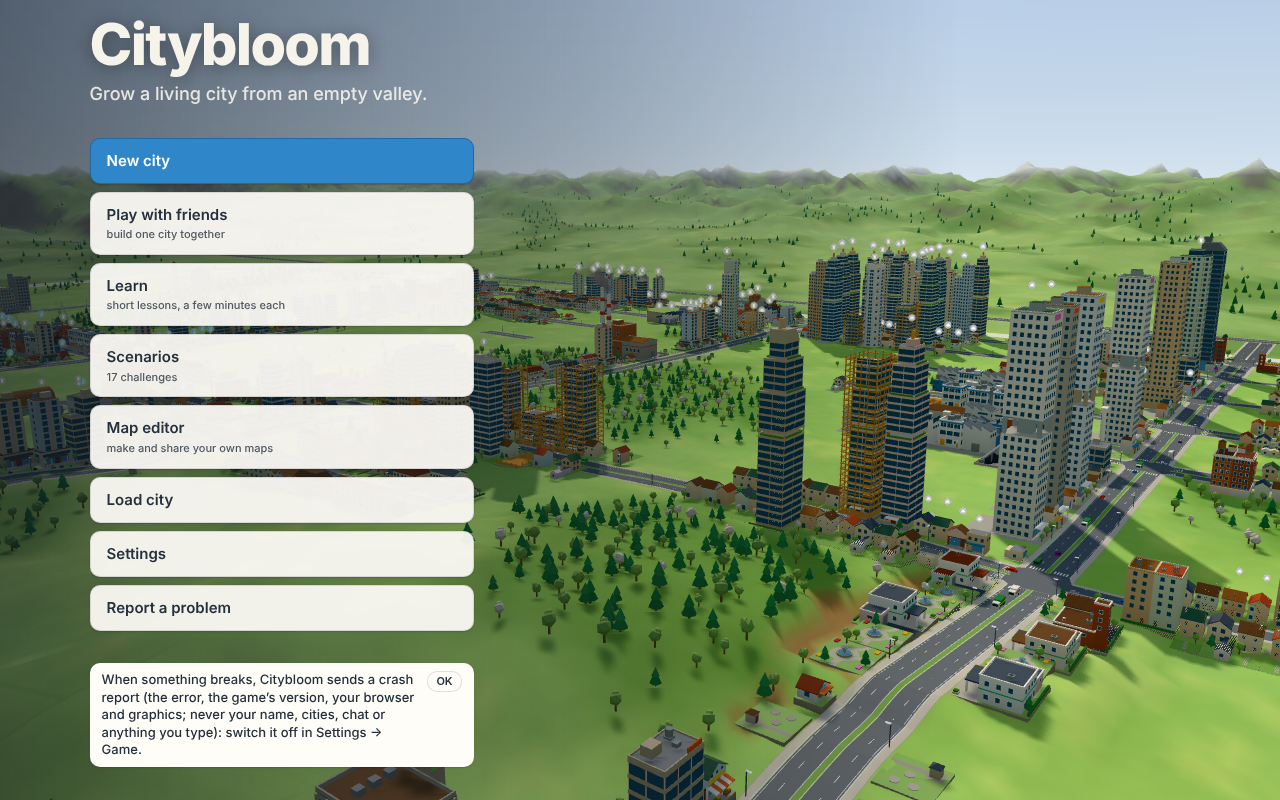 Citybloom
Grow a living city from an empty valley.
New city
Play with friends
build one city together
Learn
short lessons, a few minutes each
Scenarios
17 challenges
Map editor
make and share your own maps
Load city
Settings
Report a problem
When something breaks, Citybloom sends a crash
report (the error, the game’s version, your browser
and graphics; never your name, cities, chat or
anything you type): switch it off in Settings →
Game.
OK